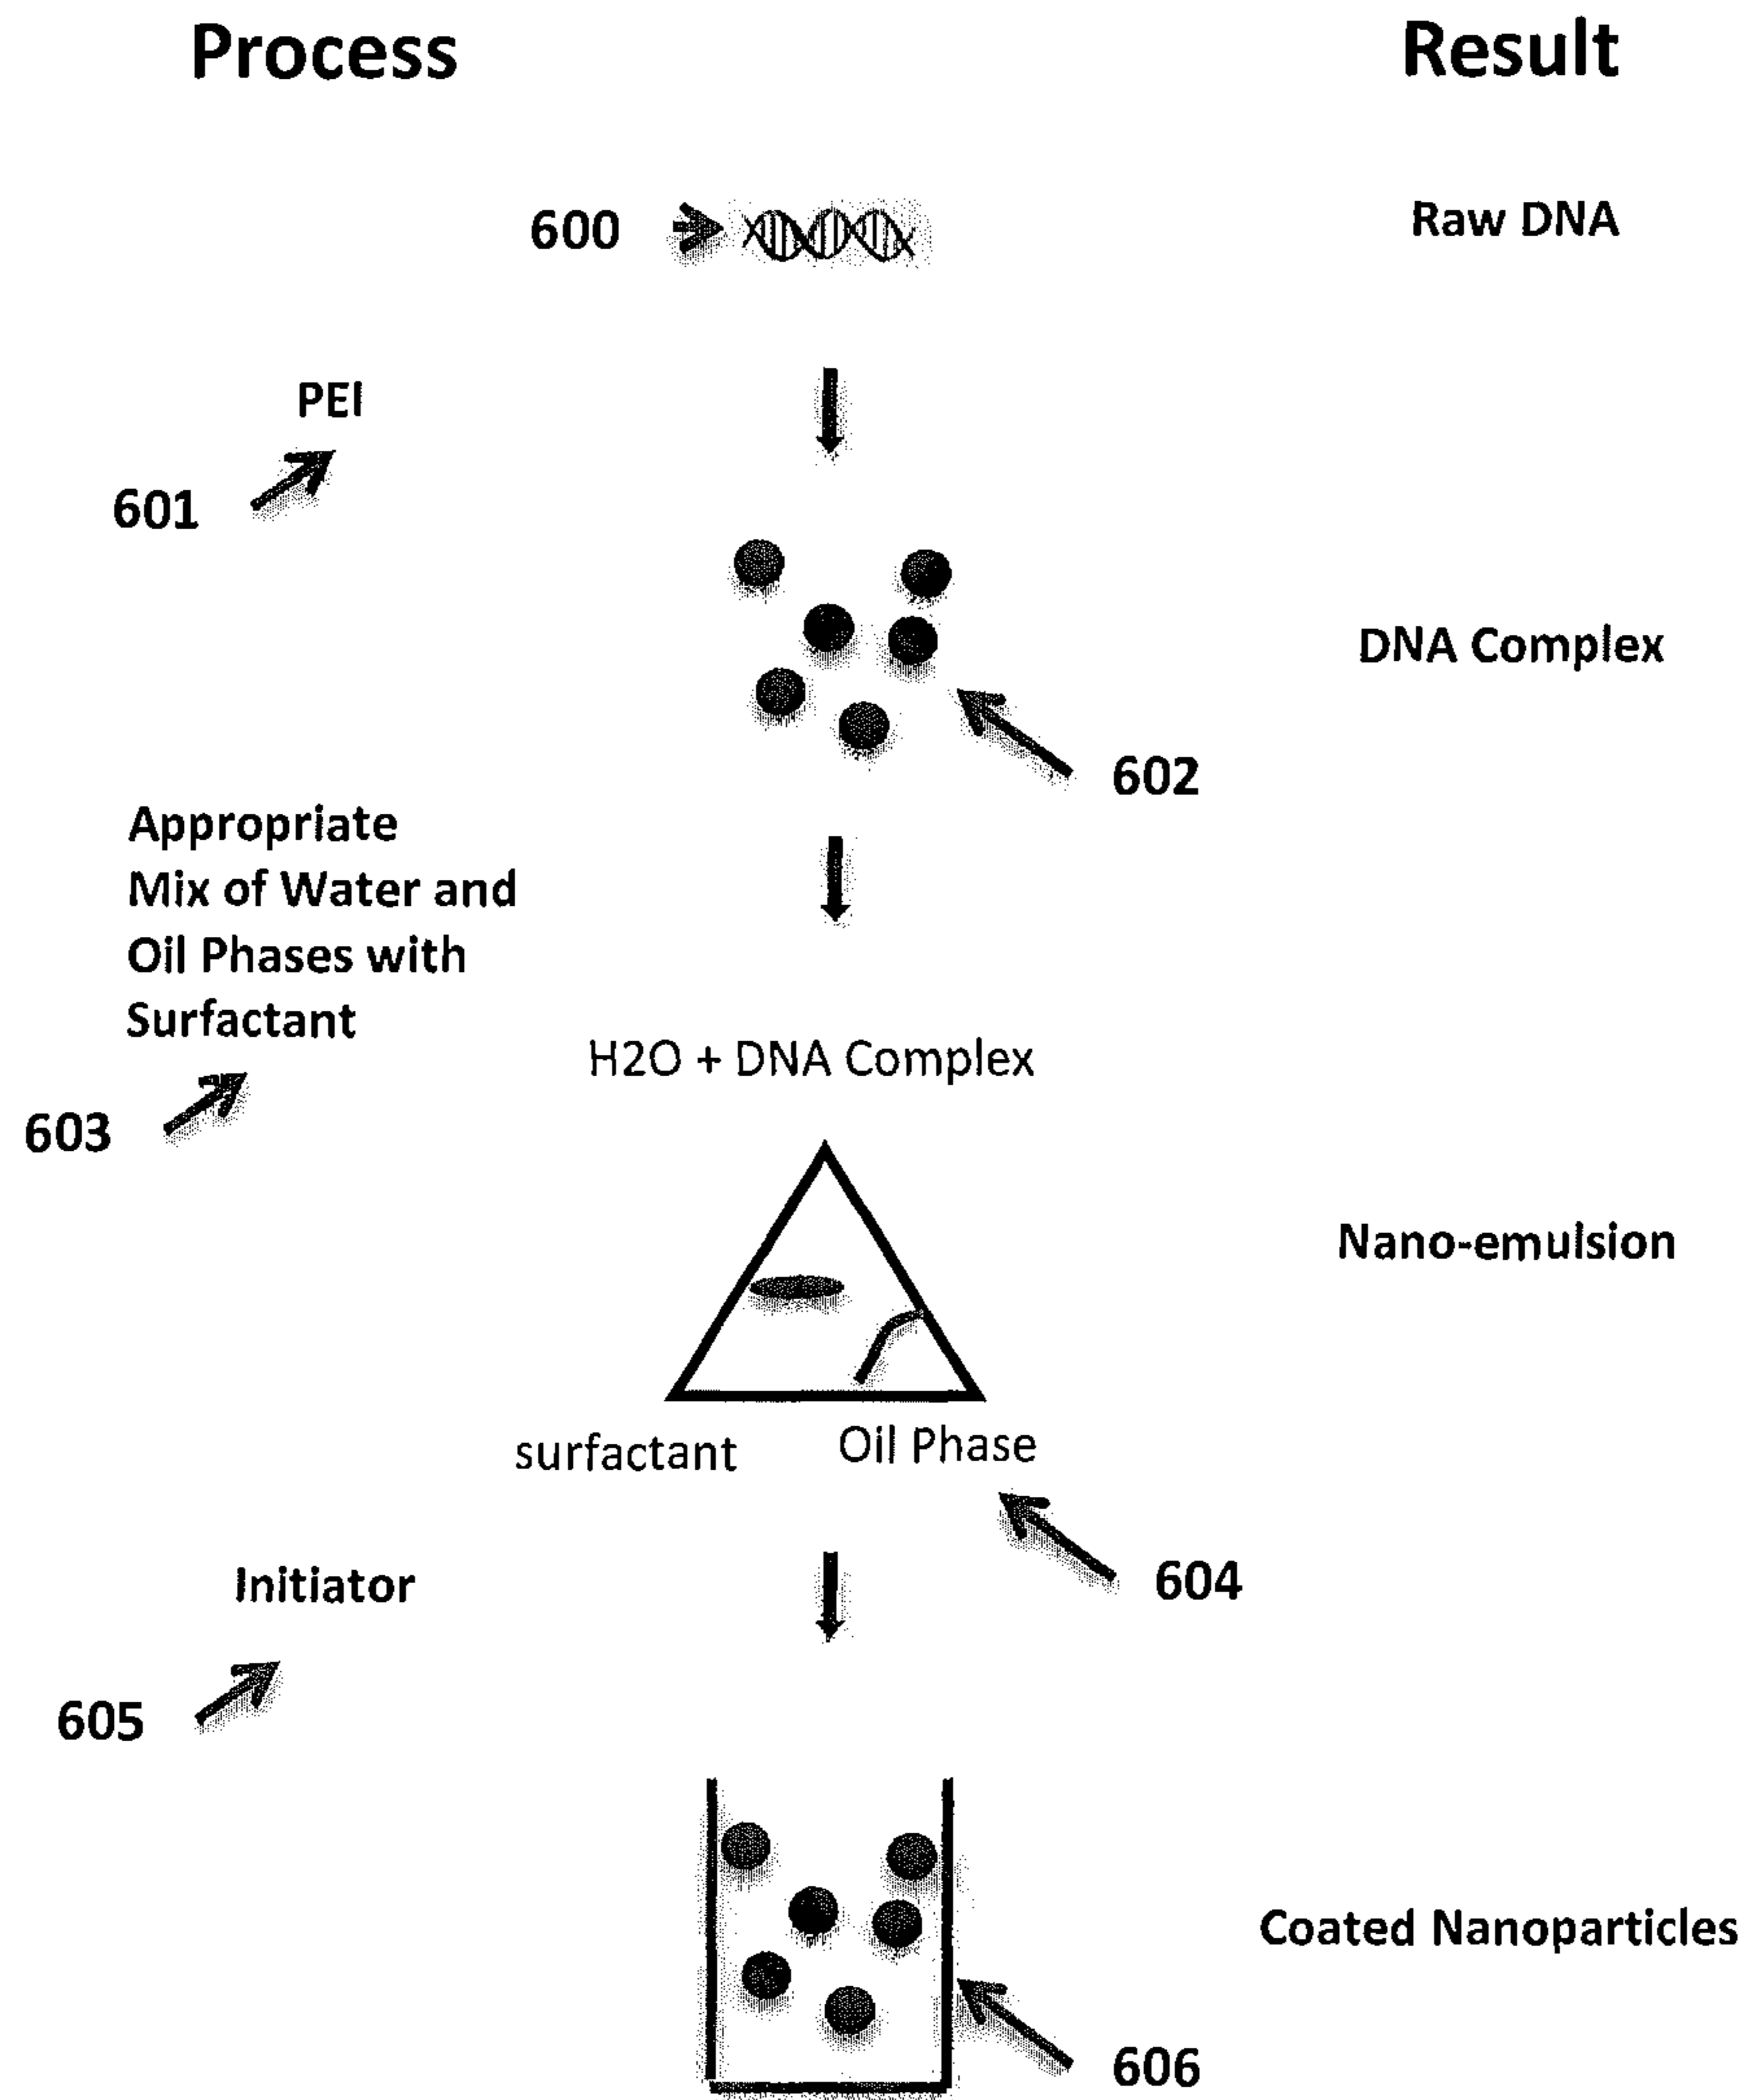 Process
Result
600
Raw DNA
PEI
601
DNA Complex
602
Appropriate
Mix of Water and
Oil Phases with
Surfactant
H2O + DNA Complex
603
Nano-emulsion
surfactant
Oil Phase
604
Initiator
605
Coated Nanoparticles
606